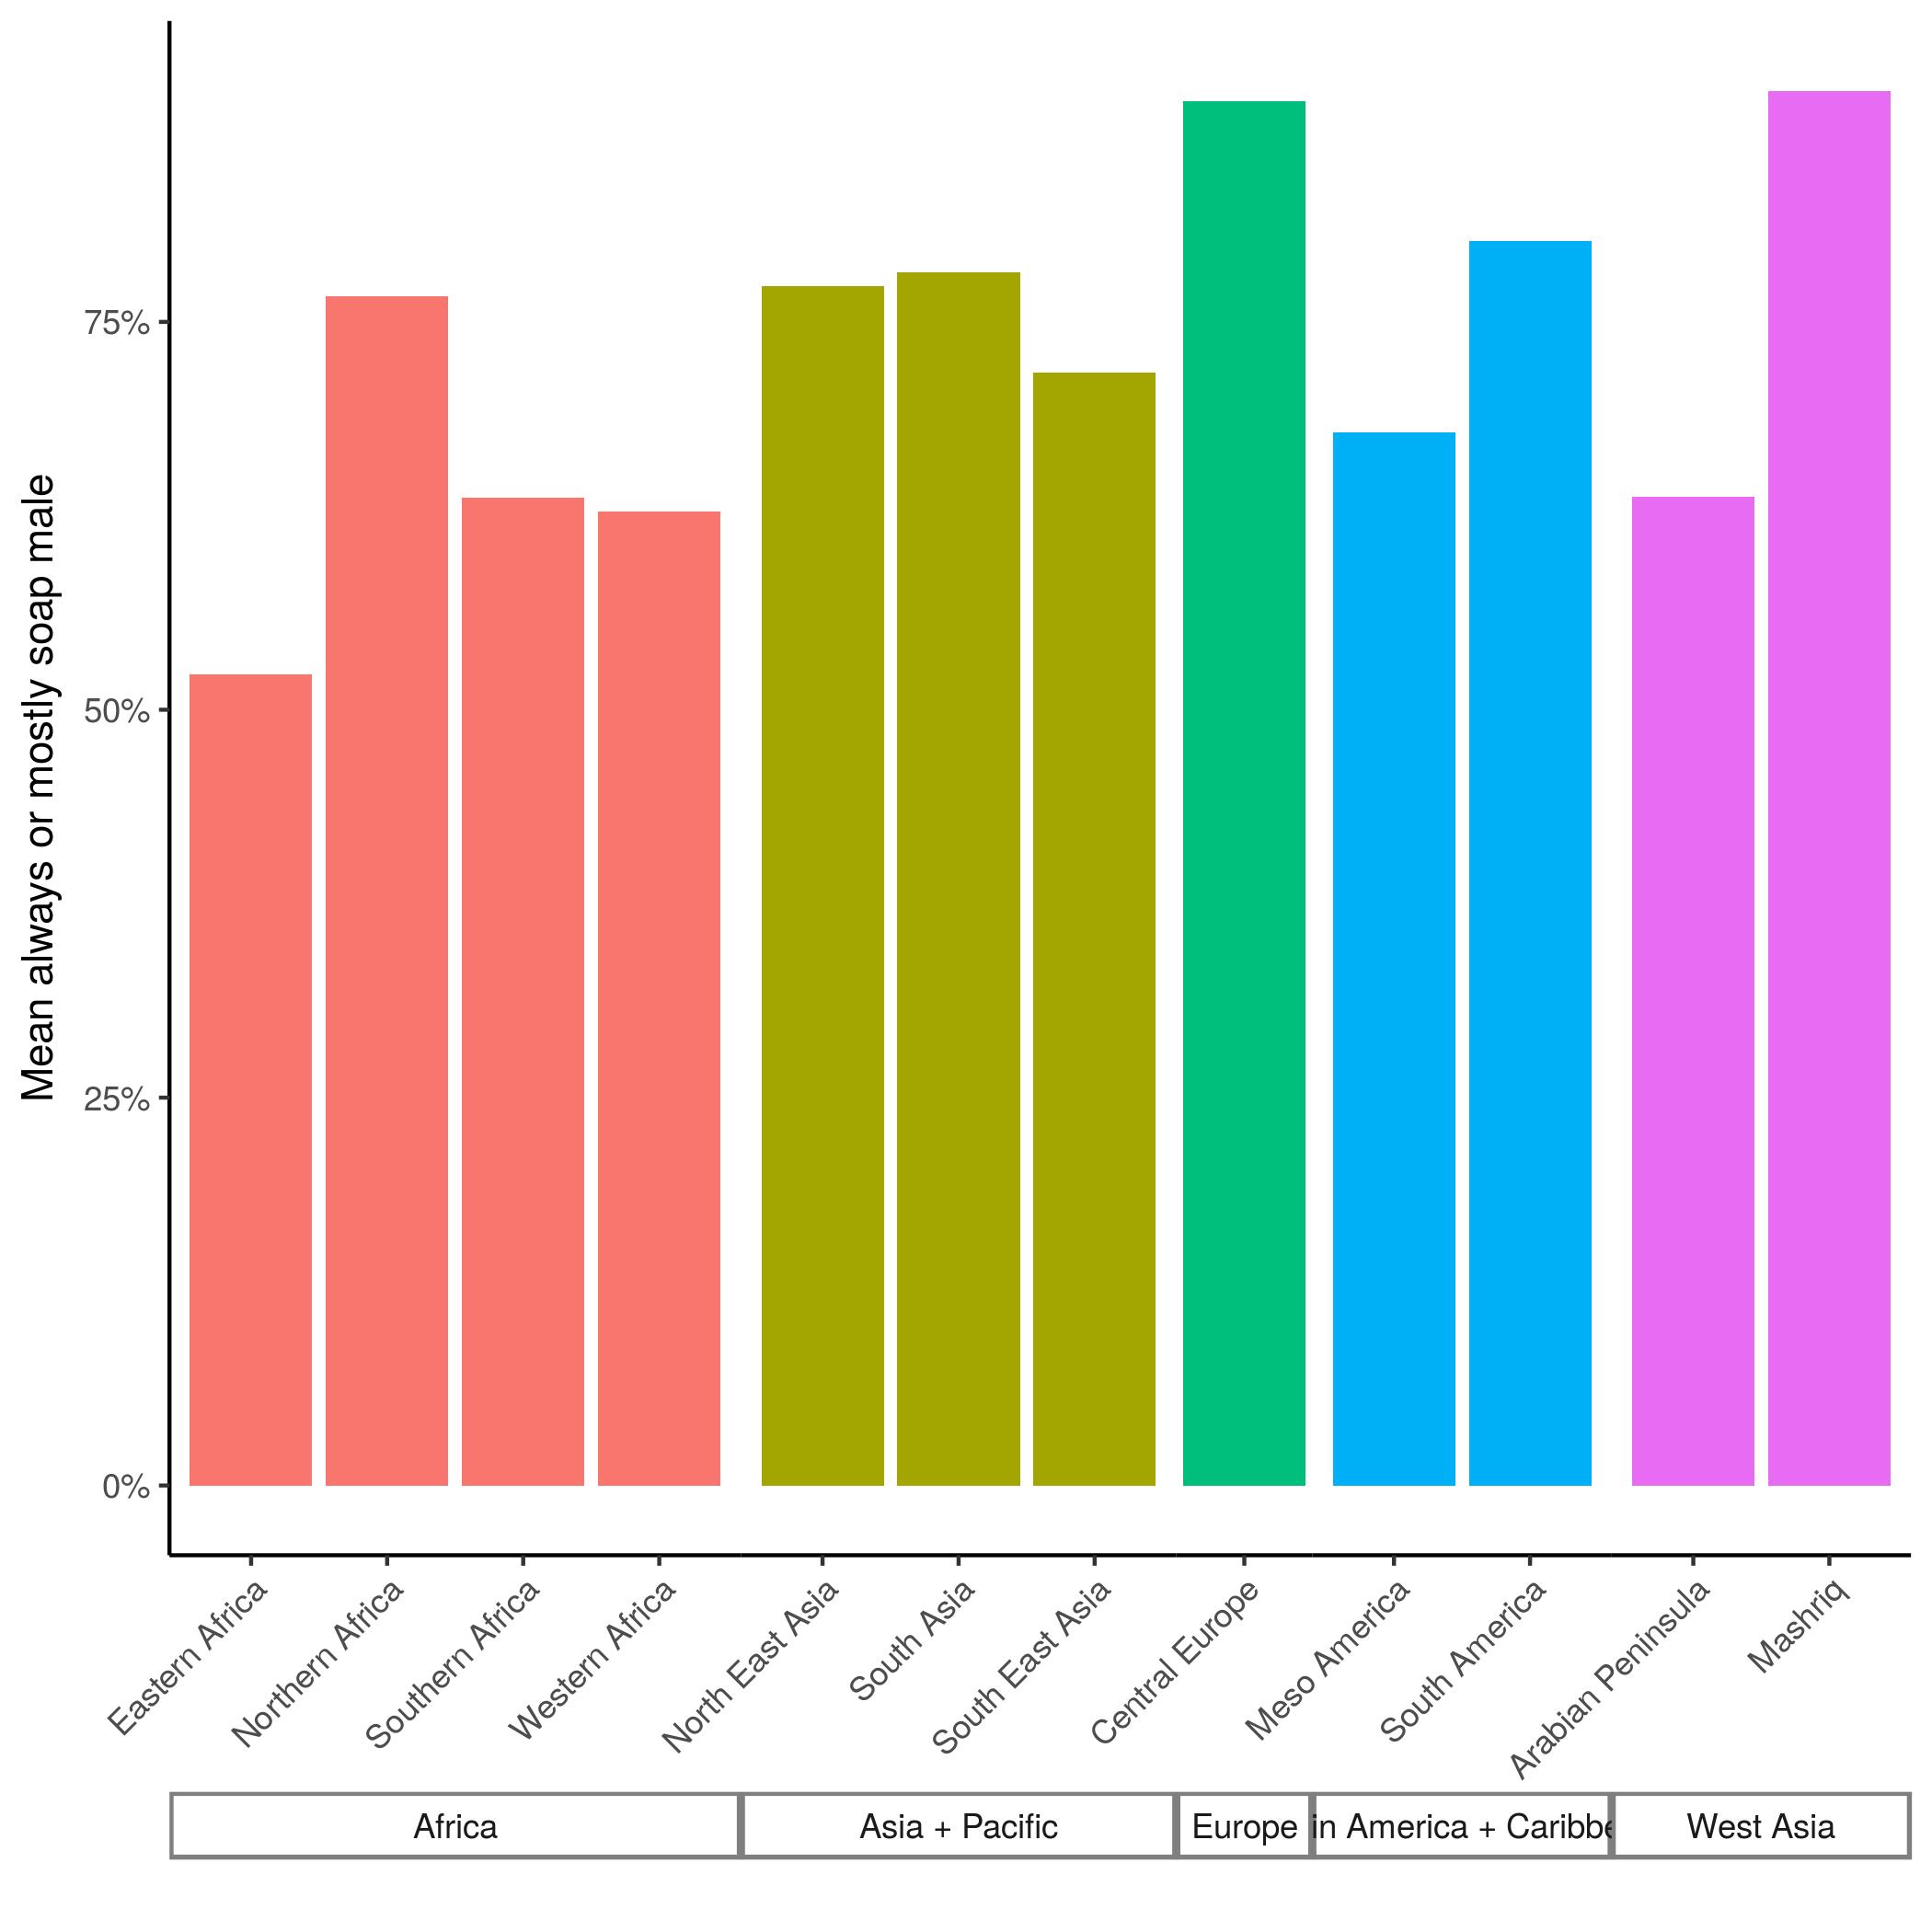 Mean always or mostly soap male
75%
50%
25%
0%
Eastern Africa
Northern Africa
Southern Africa
Western Africa
North East Asia
South Asia
South East Asia
Central Europe
Meso America
South America
Arabian Peninsula
Mashriq
Africa
Asia + Pacific
Europe
in America + Caribbe
West Asia